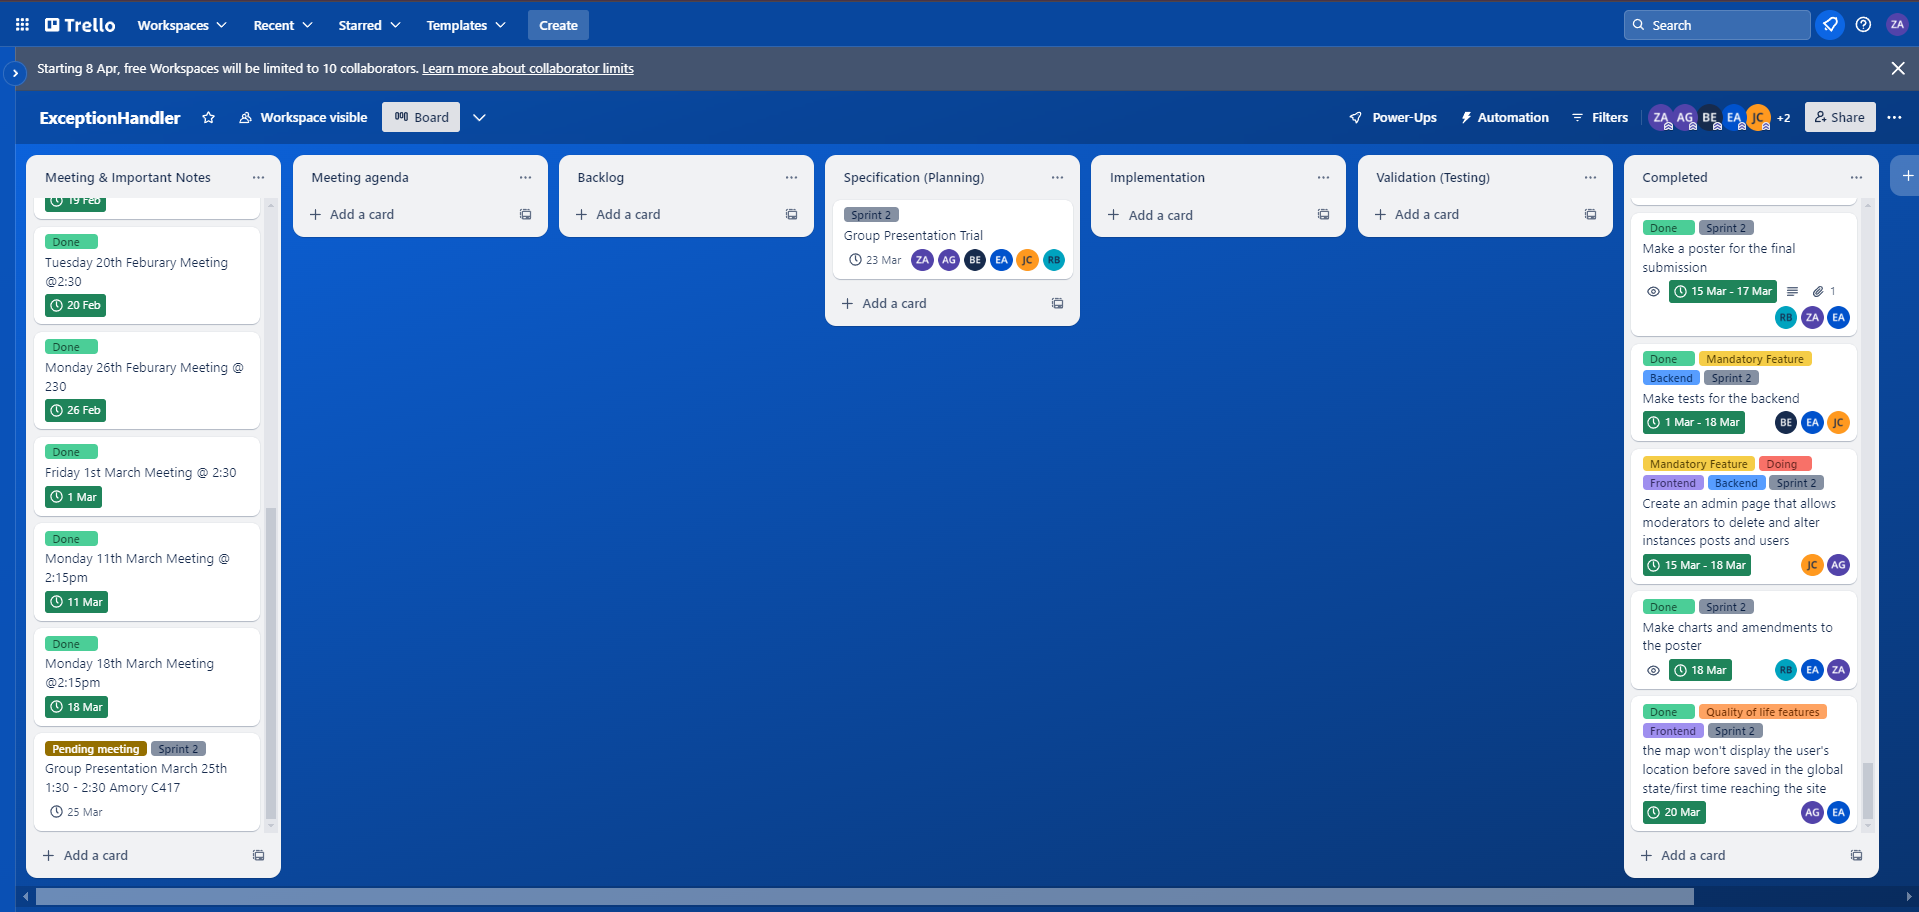 Trello
Workspaces
Recent
Starred
Templates
Create
Search
ZA
Starting 8 Apr, free Workspaces will be limited to 10 collaborators. Learn more about collaborator limits
ExceptionHandler
Workspace visible
Board
Power-Ups
Automation
Filters
ZA AG BE EA JC +2
Share
Meeting & Important Notes
19 Feb
Done
Tuesday 20th Feburary Meeting
@2:30
20 Feb
Done
Monday 26th Feburary Meeting @
230
26 Feb
Done
Friday 1st March Meeting @ 2:30
1 Mar
Done
Monday 11th March Meeting @
2:15pm
11 Mar
Done
Monday 18th March Meeting
@2:15pm
18 Mar
Pending meeting Sprint 2
Group Presentation March 25th
1:30 - 2:30 Amory C417
25 Mar
+ Add a card
Meeting agenda
+ Add a card
Backlog
+ Add a card
Specification (Planning)
Sprint 2
Group Presentation Trial
23 Mar ZA AG BE EA JC RB
+ Add a card
Implementation
+ Add a card
Validation (Testing)
+ Add a card
Completed
Done Sprint 2
Make a poster for the final
submission
15 Mar - 17 Mar 1
RB ZA EA
Done Mandatory Feature
Backend Sprint 2
Make tests for the backend
1 Mar - 18 Mar BE EA JC
Mandatory Feature Doing
Frontend Backend Sprint 2
Create an admin page that allows
moderators to delete and alter
instances posts and users
15 Mar - 18 Mar JC AG
Done Sprint 2
Make charts and amendments to
the poster
18 Mar RB EA ZA
Done Quality of life features
Frontend Sprint 2
the map won't display the user's
location before saved in the global
state/first time reaching the site
20 Mar AG EA
+ Add a card